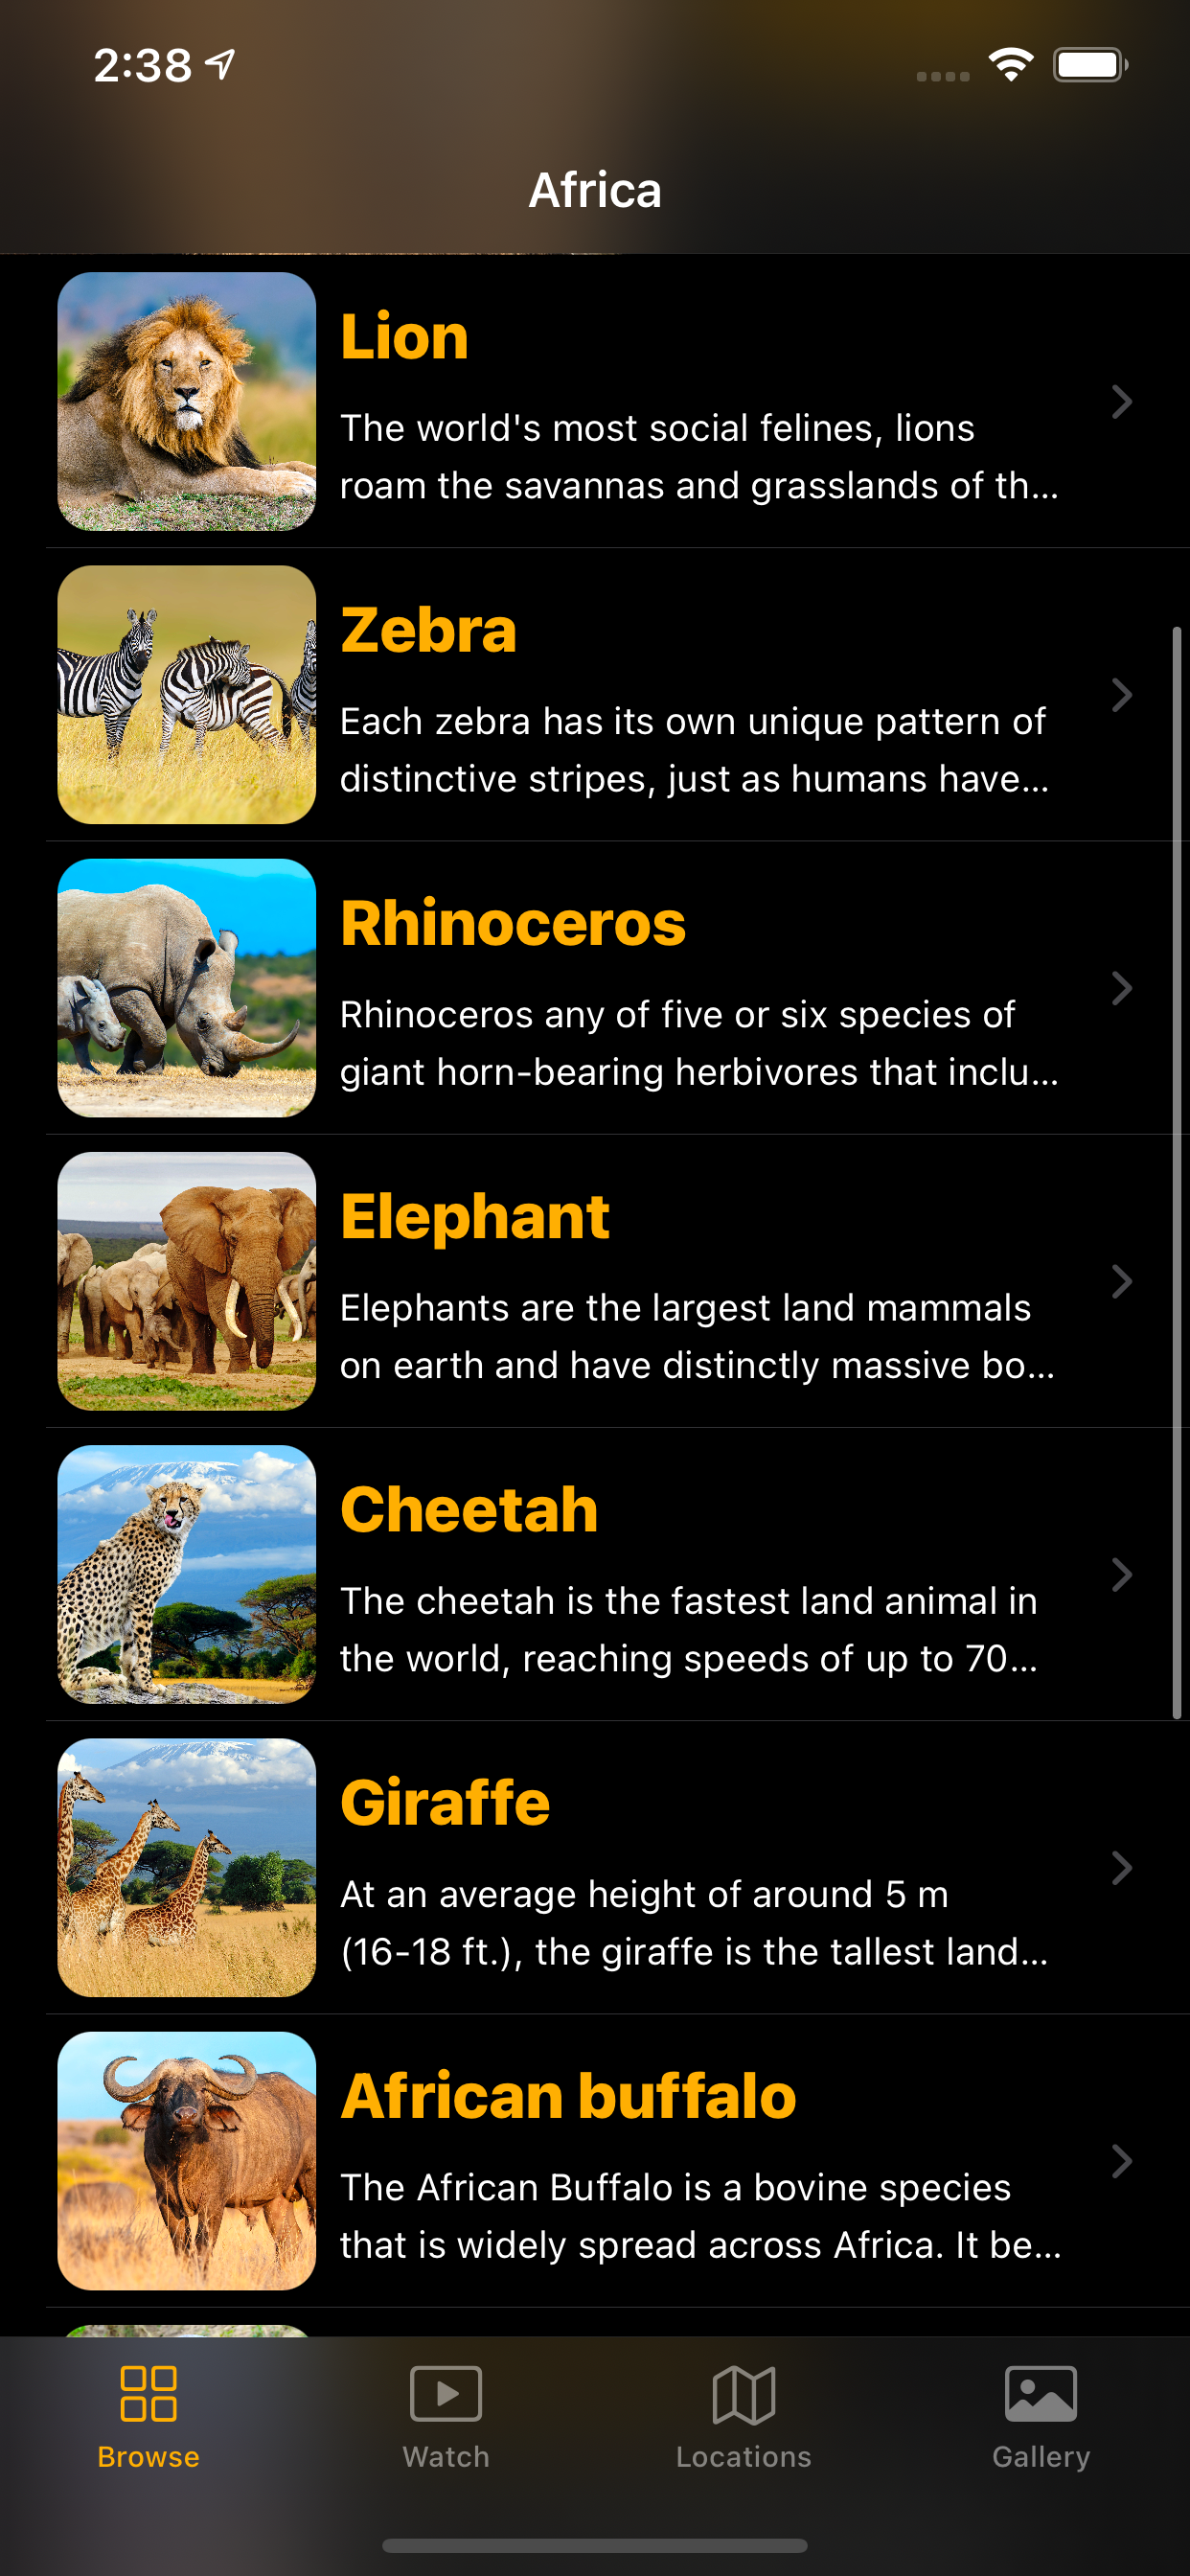 2:38
Africa
Lion
The world's most social felines, lions
roam the savannas and grasslands of th...
Zebra
Each zebra has its own unique pattern of
distinctive stripes, just as humans have...
Rhinoceros
Rhinoceros any of five or six species of
giant horn-bearing herbivores that inclu...
Elephant
Elephants are the largest land mammals
on earth and have distinctly massive bo...
Cheetah
The cheetah is the fastest land animal in
the world, reaching speeds of up to 70...
Giraffe
At an average height of around 5 m
(16-18 ft.), the giraffe is the tallest land...
African buffalo
The African Buffalo is a bovine species
that is widely spread across Africa. It be...
Browse
Watch
Locations
Gallery